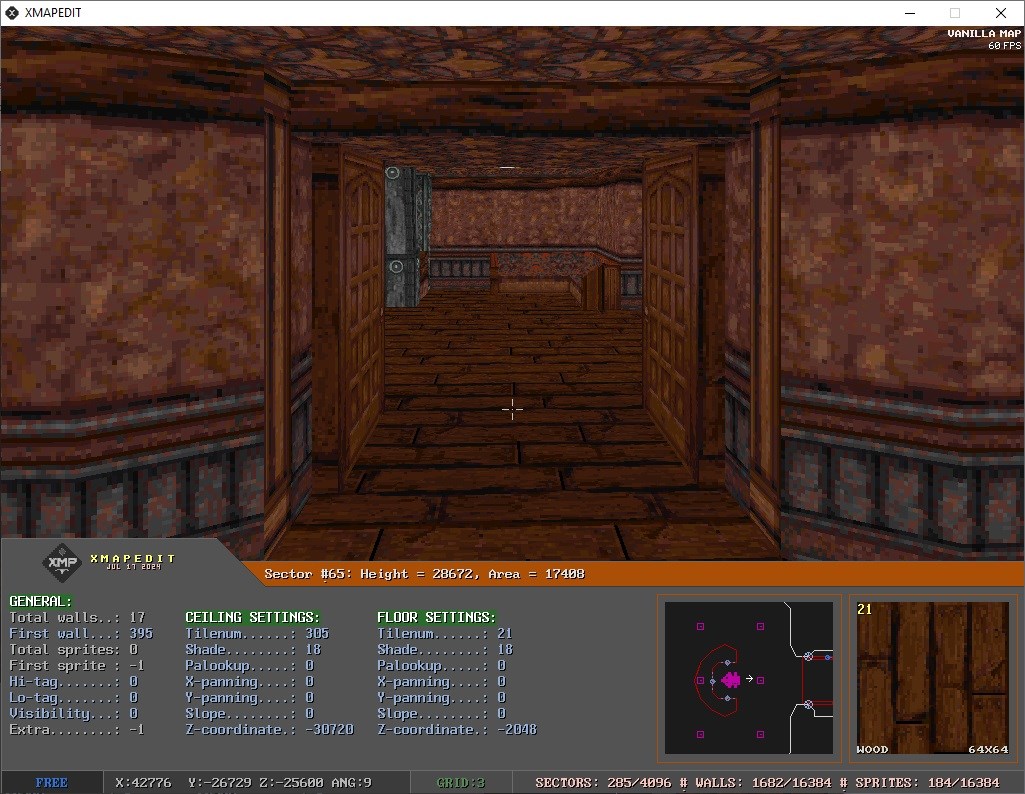 XMAPEDIT
VANILLA MAP
60 FPS
XMP
XMAPEDIT
JUL 17 2024
Sector #65: Height = 28672, Area = 17408
GENERAL:
Total walls..: 17
First wall...: 395
Total sprites: 0
First sprite : -1
Hi-tag.......: 0
Lo-tag.......: 0
Visibility...: 0
Extra........: -1
CEILING SETTINGS:
Tilenum......: 305
Shade........: 18
Palookup.....: 0
X-panning....: 0
Y-panning....: 0
Slope........: 0
Z-coordinate.: -30720
FLOOR SETTINGS:
Tilenum......: 21
Shade........: 18
Palookup.....: 0
X-panning....: 0
Y-panning....: 0
Slope........: 0
Z-coordinate.: -2048
21
WOOD 64X64
FREE
X:42776 Y:-26729 Z:-25600 ANG:9
GRID:3
SECTORS: 285/4096 # WALLS: 1682/16384 # SPRITES: 184/16384